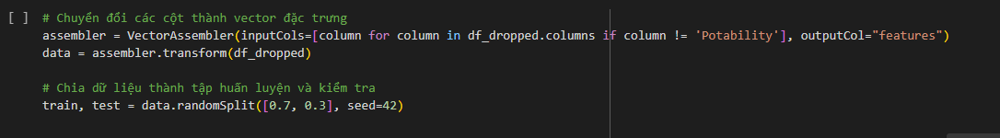 [ ] # Chuyển đổi các cột thành vector đặc trưng
assembler = VectorAssembler(inputCols=[column for column in df_dropped.columns if column != 'Potability'], outputCol="features")
data = assembler.transform(df_dropped)
# Chia dữ liệu thành tập huấn luyện và kiểm tra
train, test = data.randomSplit([0.7, 0.3], seed=42)